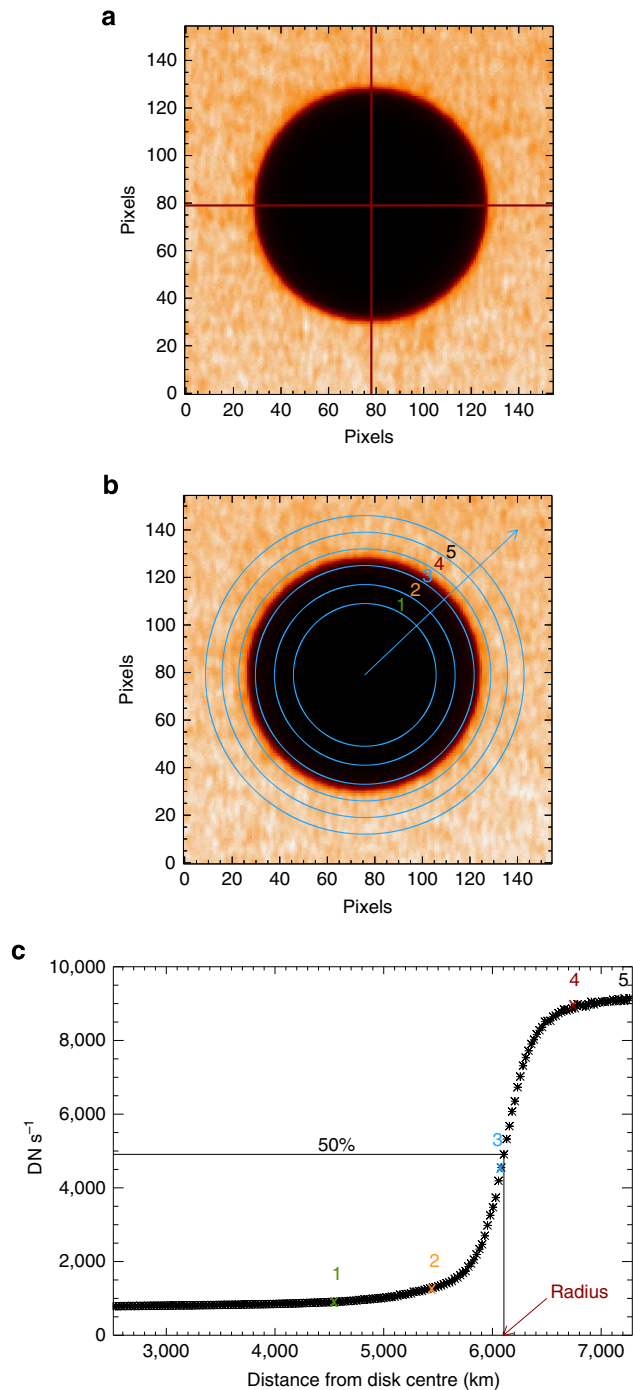 a
140
120
100
80
60
40
20
0
Pixels
0 20 40 60 80 100 120 140
Pixels
b
140
120
100
80
60
40
20
0
Pixels
5
4
3
2
1
0 20 40 60 80 100 120 140
Pixels
c
10,000
8,000
6,000
4,000
2,000
0
DN s⁻¹
4 5
3
50%
2
1
Radius
3,000 4,000 5,000 6,000 7,000
Distance from disk centre (km)